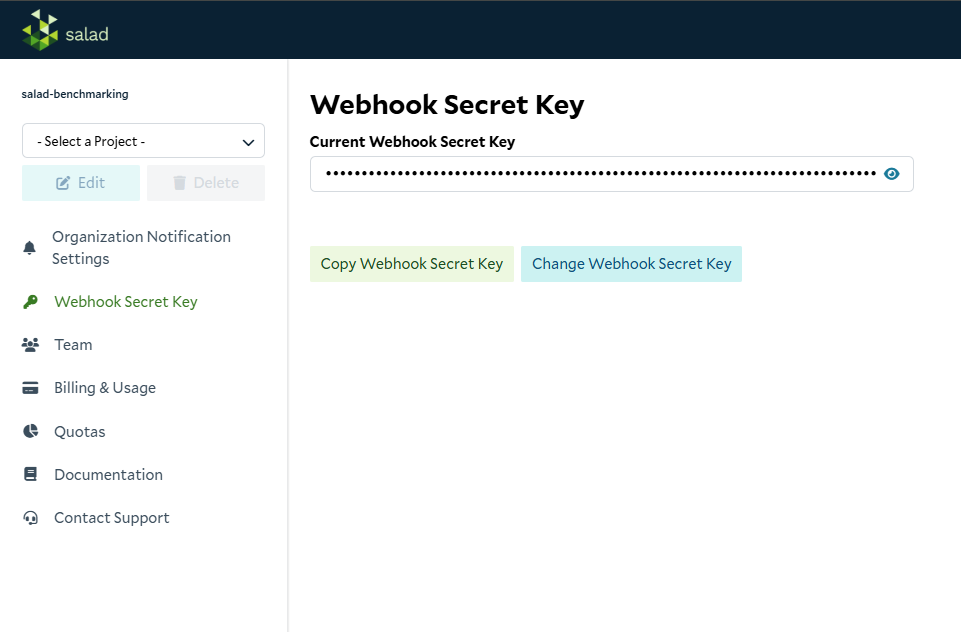 salad
salad-benchmarking
- Select a Project -
Edit
Delete
Organization Notification
Settings
Webhook Secret Key
Team
Billing & Usage
Quotas
Documentation
Contact Support
Webhook Secret Key
Current Webhook Secret Key
Copy Webhook Secret Key
Change Webhook Secret Key